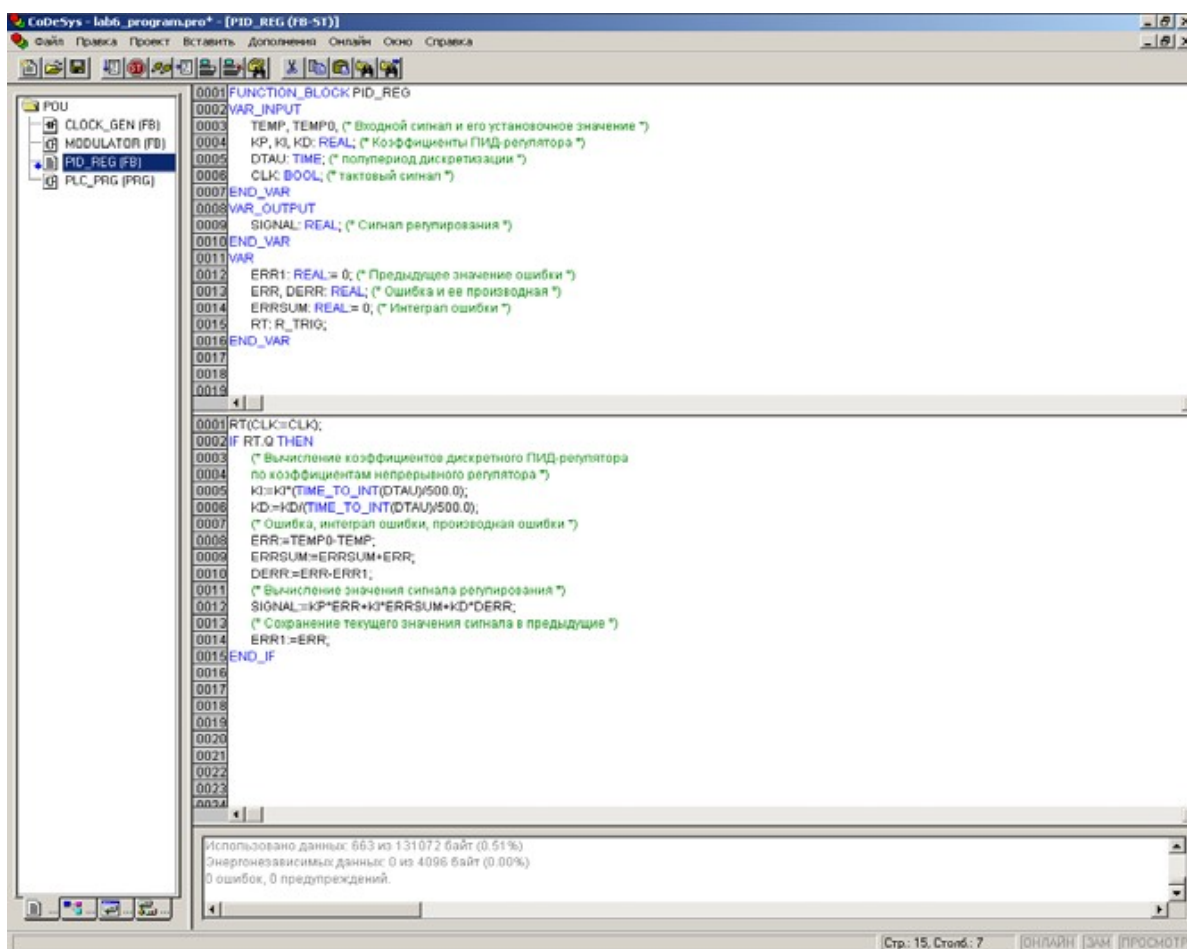 CoDeSys - lab6_program.pro* - [PID_REG (FB-ST)]
Файл Правка Проект Вставить Дополнения Онлайн Окно Справка
POU
CLOCK_GEN (FB)
MODULATOR (FB)
PID_REG (FB)
PLC_PRG (PRG)
0001 FUNCTION_BLOCK PID_REG
0002 VAR_INPUT
0003 TEMP, TEMP0, (* Входной сигнал и его установочное значение *)
0004 KP, KI, KD: REAL; (* Коэффициенты ПИД-регулятора *)
0005 DTAU: TIME; (* полупериод дискретизации *)
0006 CLK: BOOL; (* тактовый сигнал *)
0007 END_VAR
0008 VAR_OUTPUT
0009 SIGNAL: REAL; (* Сигнал регулирования *)
0010 END_VAR
0011 VAR
0012 ERR1: REAL:= 0; (* Предыдущее значение ошибки *)
0013 ERR, DERR: REAL; (* Ошибка и ее производная *)
0014 ERRSUM: REAL:= 0; (* Интеграл ошибки *)
0015 RT: R_TRIG;
0016 END_VAR
0017
0018
0019
0001 RT(CLK:=CLK);
0002 IF RT.Q THEN
0003 (* Вычисление коэффициентов дискретного ПИД-регулятора
0004 по коэффициентам непрерывного регулятора *)
0005 KI:=KI*(TIME_TO_INT(DTAU)/500.0);
0006 KD:=KD/(TIME_TO_INT(DTAU)/500.0);
0007 (* Ошибка, интеграл ошибки, производная ошибки *)
0008 ERR:=TEMP0-TEMP;
0009 ERRSUM:=ERRSUM+ERR;
0010 DERR:=ERR-ERR1;
0011 (* Вычисление значения сигнала регулирования *)
0012 SIGNAL:=KP*ERR+KI*ERRSUM+KD*DERR;
0013 (* Сохранение текущего значения сигнала в предыдущие *)
0014 ERR1:=ERR;
0015 END_IF
0016
0017
0018
0019
0020
0021
0022
0023
0024
Использовано данных: 663 из 131072 байт (0.51%)
Энергонезависимых данных: 0 из 4096 байт (0.00%)
0 ошибок, 0 предупреждений.
Стр.: 15, Столб.: 7 ОНЛАЙН ЗАМ ПРОСМОТР